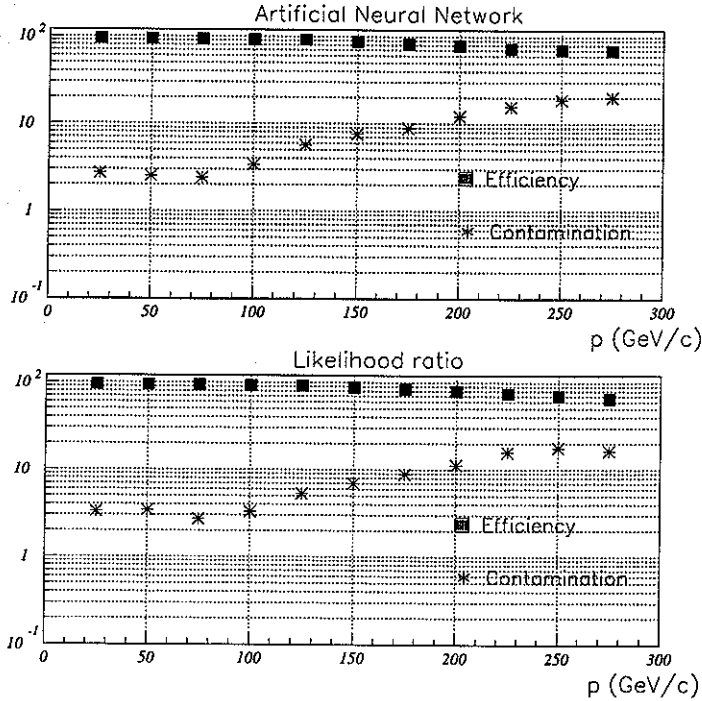 Artificial Neural Network
10^2
10
1
10^-1
Efficiency
Contamination
0 50 100 150 200 250 300
p (GeV/c)
Likelihood ratio
10^2
10
1
10^-1
Efficiency
Contamination
0 50 100 150 200 250 300
p (GeV/c)